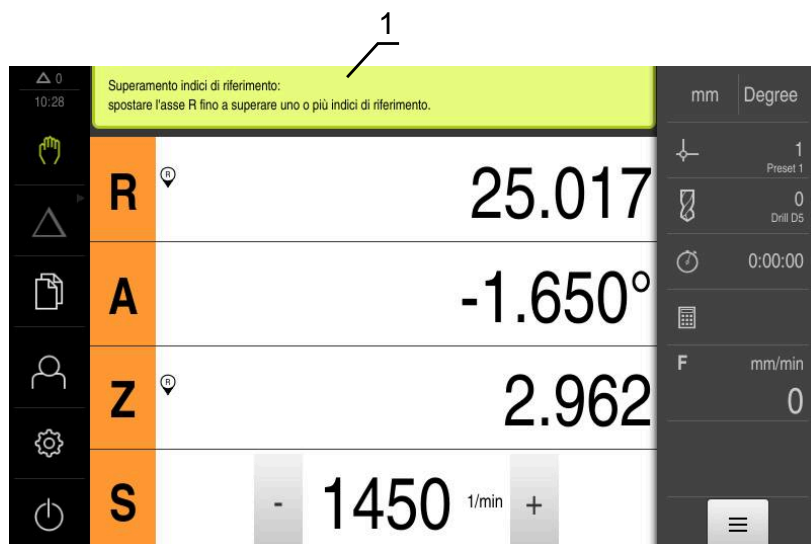 1
0
10:28
Superamento indici di riferimento:
spostare l'asse R fino a superare uno o più indici di riferimento.
mm Degree
R R 25.017
A -1.650°
Z R 2.962
S - 1450 1/min +
1
Preset 1
0
Drill D5
0:00:00
F mm/min
0